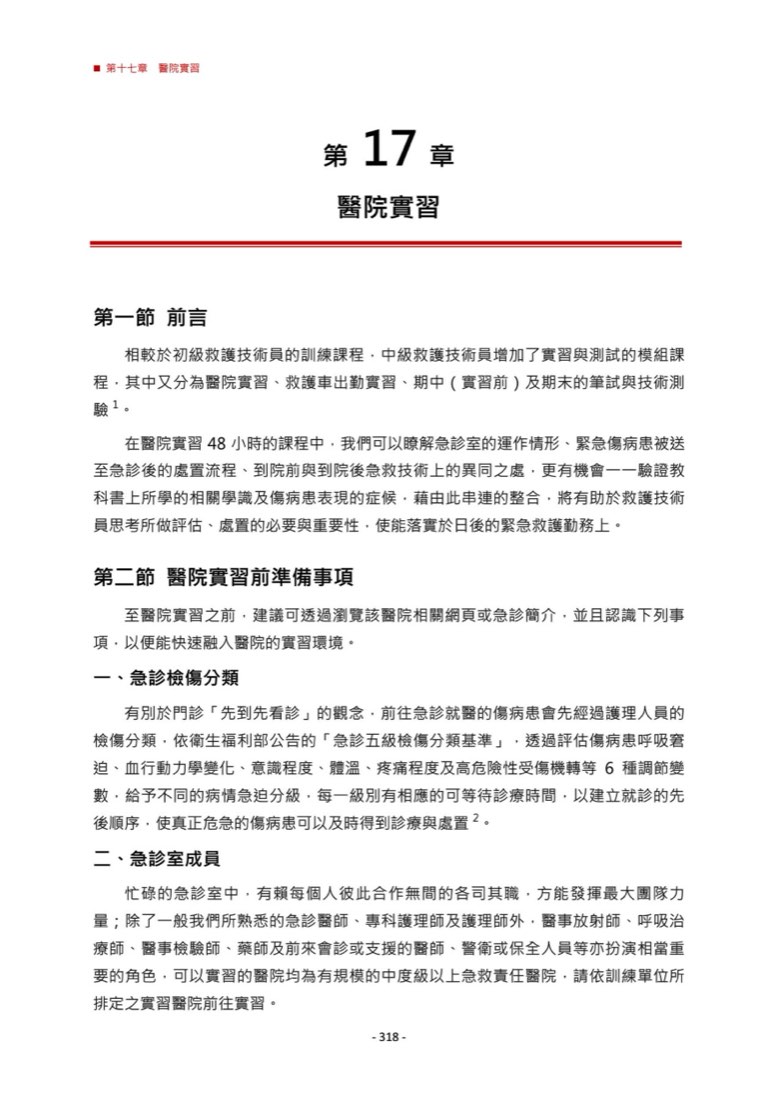 ■ 第十七章　醫院實習
第 17 章
醫院實習
第一節 前言
相較於初級救護技術員的訓練課程，中級救護技術員增加了實習與測試的模組課
程，其中又分為醫院實習、救護車出勤實習、期中（實習前）及期末的筆試與技術測
驗1。
在醫院實習 48 小時的課程中，我們可以瞭解急診室的運作情形、緊急傷病患被送
至急診後的處置流程、到院前與到院後急救技術上的異同之處，更有機會一一驗證教
科書上所學的相關學識及傷病患表現的症候，藉由此串連的整合，將有助於救護技術
員思考所做評估、處置的必要與重要性，使能落實於日後的緊急救護勤務上。
第二節 醫院實習前準備事項
至醫院實習之前，建議可透過瀏覽該醫院相關網頁或急診簡介，並且認識下列事
項，以便能快速融入醫院的實習環境。
一、急診檢傷分類
有別於門診「先到先看診」的觀念，前往急診就醫的傷病患會先經過護理人員的
檢傷分類，依衛生福利部公告的「急診五級檢傷分類基準」，透過評估傷病患呼吸窘
迫、血行動力學變化、意識程度、體溫、疼痛程度及高危險性受傷機轉等 6 種調節變
數，給予不同的病情急迫分級，每一級別有相應的可等待診療時間，以建立就診的先
後順序，使真正危急的傷病患可以及時得到診療與處置2。
二、急診室成員
忙碌的急診室中，有賴每個人彼此合作無間的各司其職，方能發揮最大團隊力
量；除了一般我們所熟悉的急診醫師、專科護理師及護理師外，醫事放射師、呼吸治
療師、醫事檢驗師、藥師及前來會診或支援的醫師、警衛或保全人員等亦扮演相當重
要的角色，可以實習的醫院均為有規模的中度級以上急救責任醫院，請依訓練單位所
排定之實習醫院前往實習。
- 318 -